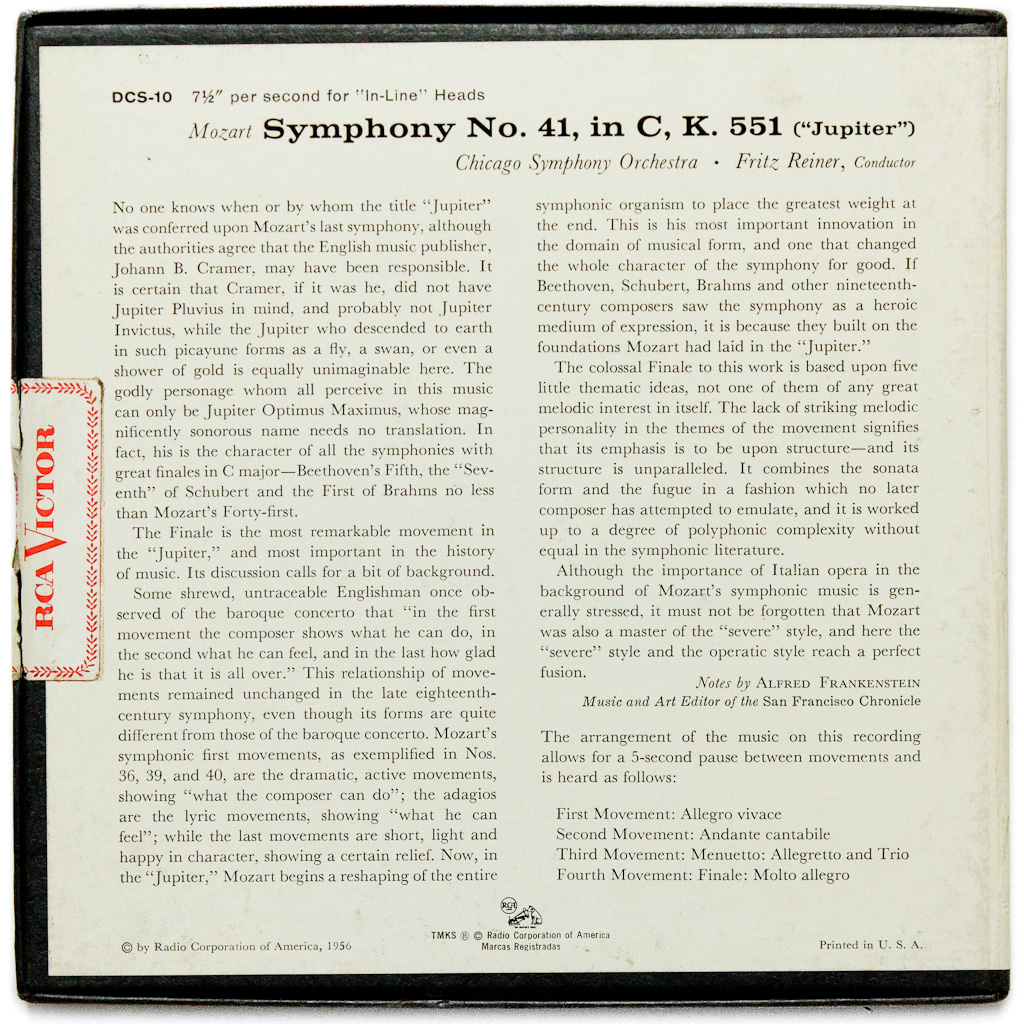 DCS-10 7½″ per second for "In-Line" Heads
Mozart Symphony No. 41, in C, K. 551 (“Jupiter”)
Chicago Symphony Orchestra • Fritz Reiner, Conductor
No one knows when or by whom the title “Jupiter”
was conferred upon Mozart’s last symphony, although
the authorities agree that the English music publisher,
Johann B. Cramer, may have been responsible. It
is certain that Cramer, if it was he, did not have
Jupiter Pluvius in mind, and probably not Jupiter
Invictus, while the Jupiter who descended to earth
in such picayune forms as a fly, a swan, or even a
shower of gold is equally unimaginable here. The
godly personage whom all perceive in this music
can only be Jupiter Optimus Maximus, whose mag-
nificently sonorous name needs no translation. In
fact, his is the character of all the symphonies with
great finales in C major—Beethoven’s Fifth, the “Sev-
enth” of Schubert and the First of Brahms no less
than Mozart’s Forty-first.
The Finale is the most remarkable movement in
the “Jupiter,” and most important in the history
of music. Its discussion calls for a bit of background.
Some shrewd, untraceable Englishman once ob-
served of the baroque concerto that “in the first
movement the composer shows what he can do, in
the second what he can feel, and in the last how glad
he is that it is all over.” This relationship of move-
ments remained unchanged in the late eighteenth-
century symphony, even though its forms are quite
different from those of the baroque concerto. Mozart’s
symphonic first movements, as exemplified in Nos.
36, 39, and 40, are the dramatic, active movements,
showing “what the composer can do”; the adagios
are the lyric movements, showing “what he can
feel”; while the last movements are short, light and
happy in character, showing a certain relief. Now, in
the “Jupiter,” Mozart begins a reshaping of the entire
symphonic organism to place the greatest weight at
the end. This is his most important innovation in
the domain of musical form, and one that changed
the whole character of the symphony for good. If
Beethoven, Schubert, Brahms and other nineteenth-
century composers saw the symphony as a heroic
medium of expression, it is because they built on the
foundations Mozart had laid in the “Jupiter.”
The colossal Finale to this work is based upon five
little thematic ideas, not one of them of any great
melodic interest in itself. The lack of striking melodic
personality in the themes of the movement signifies
that its emphasis is to be upon structure—and its
structure is unparalleled. It combines the sonata
form and the fugue in a fashion which no later
composer has attempted to emulate, and it is worked
up to a degree of polyphonic complexity without
equal in the symphonic literature.
Although the importance of Italian opera in the
background of Mozart’s symphonic music is gen-
erally stressed, it must not be forgotten that Mozart
was also a master of the “severe” style, and here the
“severe” style and the operatic style reach a perfect
fusion.
Notes by ALFRED FRANKENSTEIN
Music and Art Editor of the San Francisco Chronicle
The arrangement of the music on this recording
allows for a 5-second pause between movements and
is heard as follows:
First Movement: Allegro vivace
Second Movement: Andante cantabile
Third Movement: Menuetto: Allegretto and Trio
Fourth Movement: Finale: Molto allegro
RCA VICTOR
RCA
TMKS ® © Radio Corporation of America
Marcas Registradas
© by Radio Corporation of America, 1956
Printed in U. S. A.